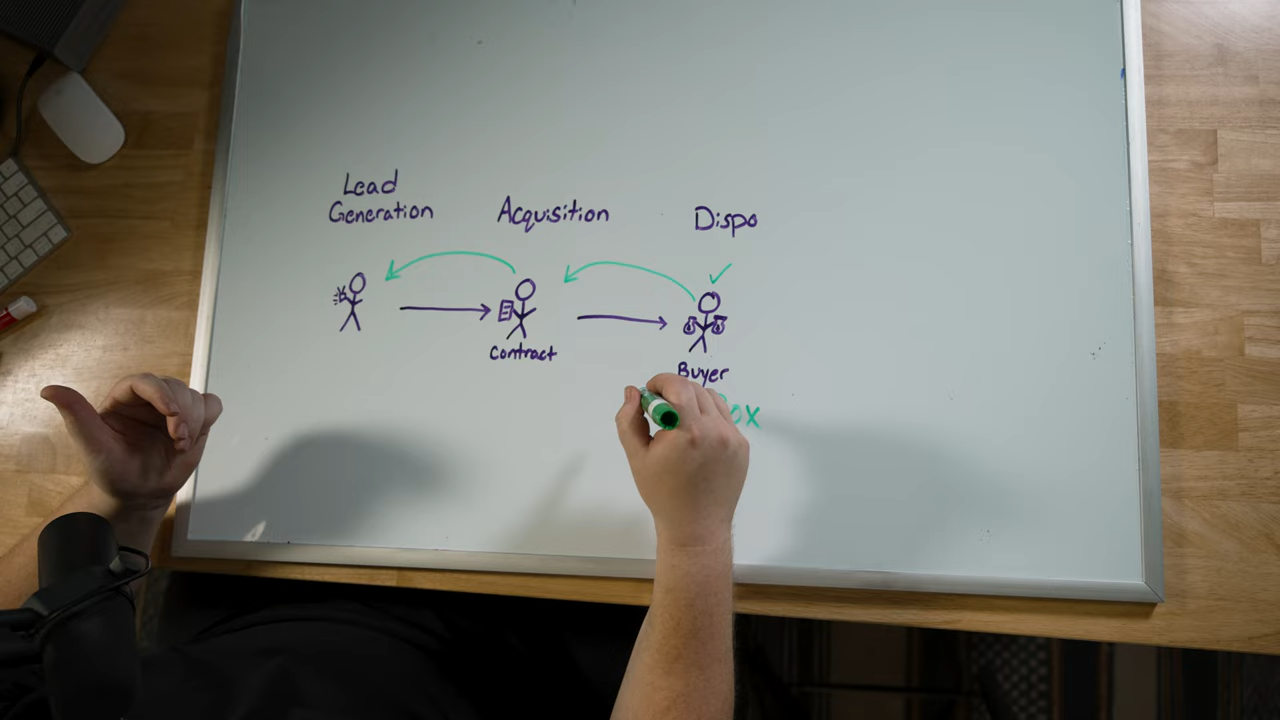 Lead
Generation
Acquisition
Dispo
Contract
Buyer